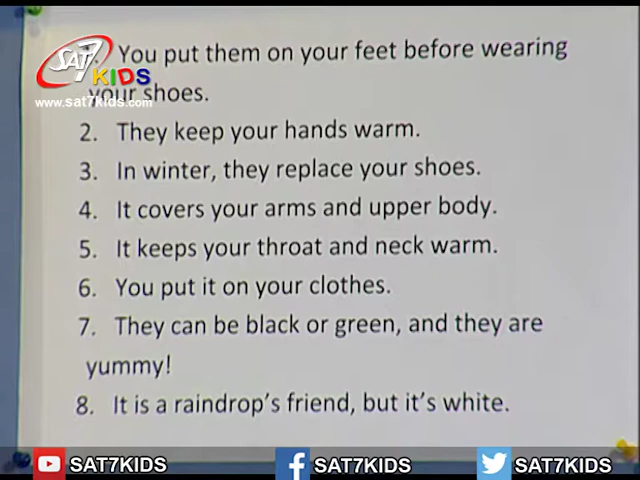 SAT7
KIDS
www.sat7kids.com
You put them on your feet before wearing
your shoes.
2. They keep your hands warm.
3. In winter, they replace your shoes.
4. It covers your arms and upper body.
5. It keeps your throat and neck warm.
6. You put it on your clothes.
7. They can be black or green, and they are
yummy!
8. It is a raindrop’s friend, but it’s white.
SAT7KIDS
SAT7KIDS
SAT7KIDS